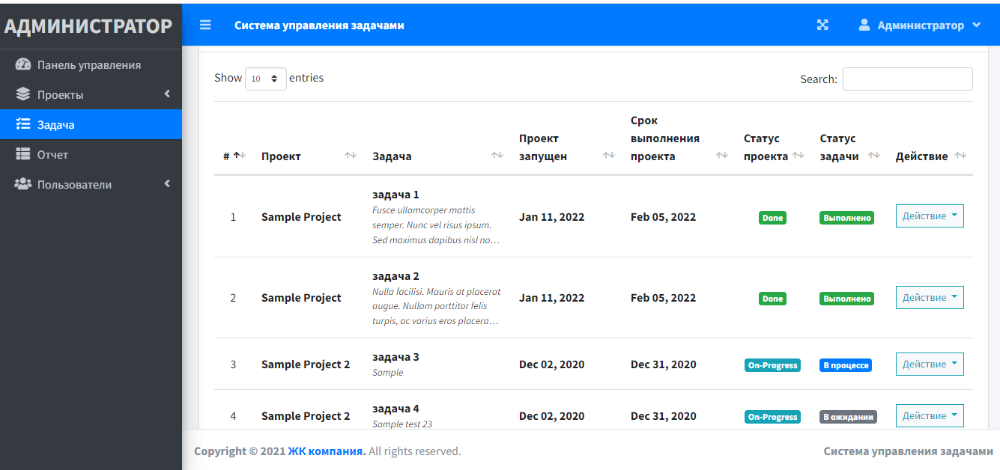 АДМИНИСТРАТОР
Система управления задачами
Администратор
Панель управления
Проекты
Задача
Отчет
Пользователи
Show 10 entries
Search:
# Проект Задача Проект запущен Срок выполнения проекта Статус проекта Статус задачи Действие
1 Sample Project задача 1 Jan 11, 2022 Feb 05, 2022 Done Выполнено Действие
Fusce ullamcorper mattis
semper. Nunc vel risus ipsum.
Sed maximus dapibus nisl no…
2 Sample Project задача 2 Jan 11, 2022 Feb 05, 2022 Done Выполнено Действие
Nulla facilisi. Mauris at placerat
augue. Nullam porttitor felis
turpis, ac varius eros placera…
3 Sample Project 2 задача 3 Dec 02, 2020 Dec 31, 2020 On-Progress В процессе Действие
Sample
4 Sample Project 2 задача 4 Dec 02, 2020 Dec 31, 2020 On-Progress В ожидании Действие
Sample test 23
Copyright © 2021 ЖК компания. All rights reserved.
Система управления задачами